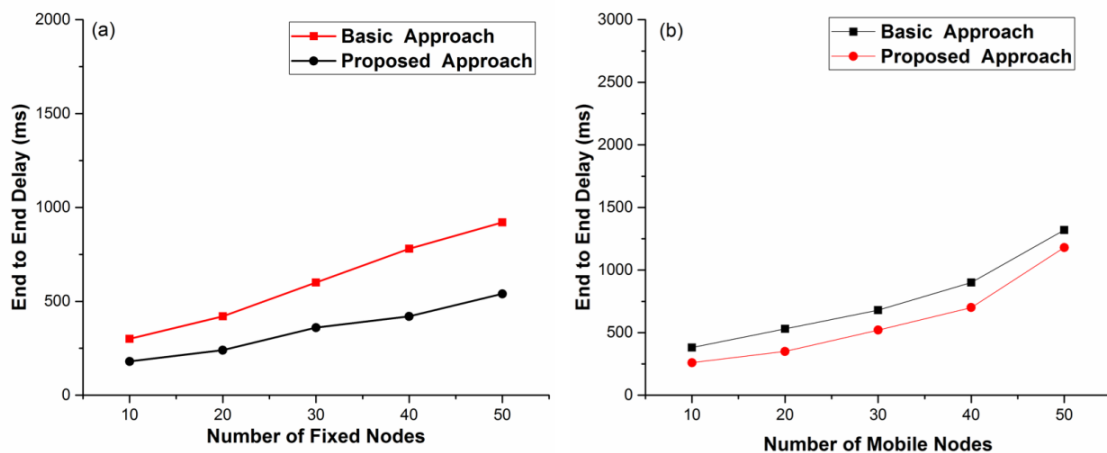 (a)
Basic Approach
Proposed Approach
2000
1500
1000
500
0
End to End Delay (ms)
10 20 30 40 50
Number of Fixed Nodes
(b)
Basic Approach
Proposed Approach
3000
2500
2000
1500
1000
500
0
End to End Delay (ms)
10 20 30 40 50
Number of Mobile Nodes